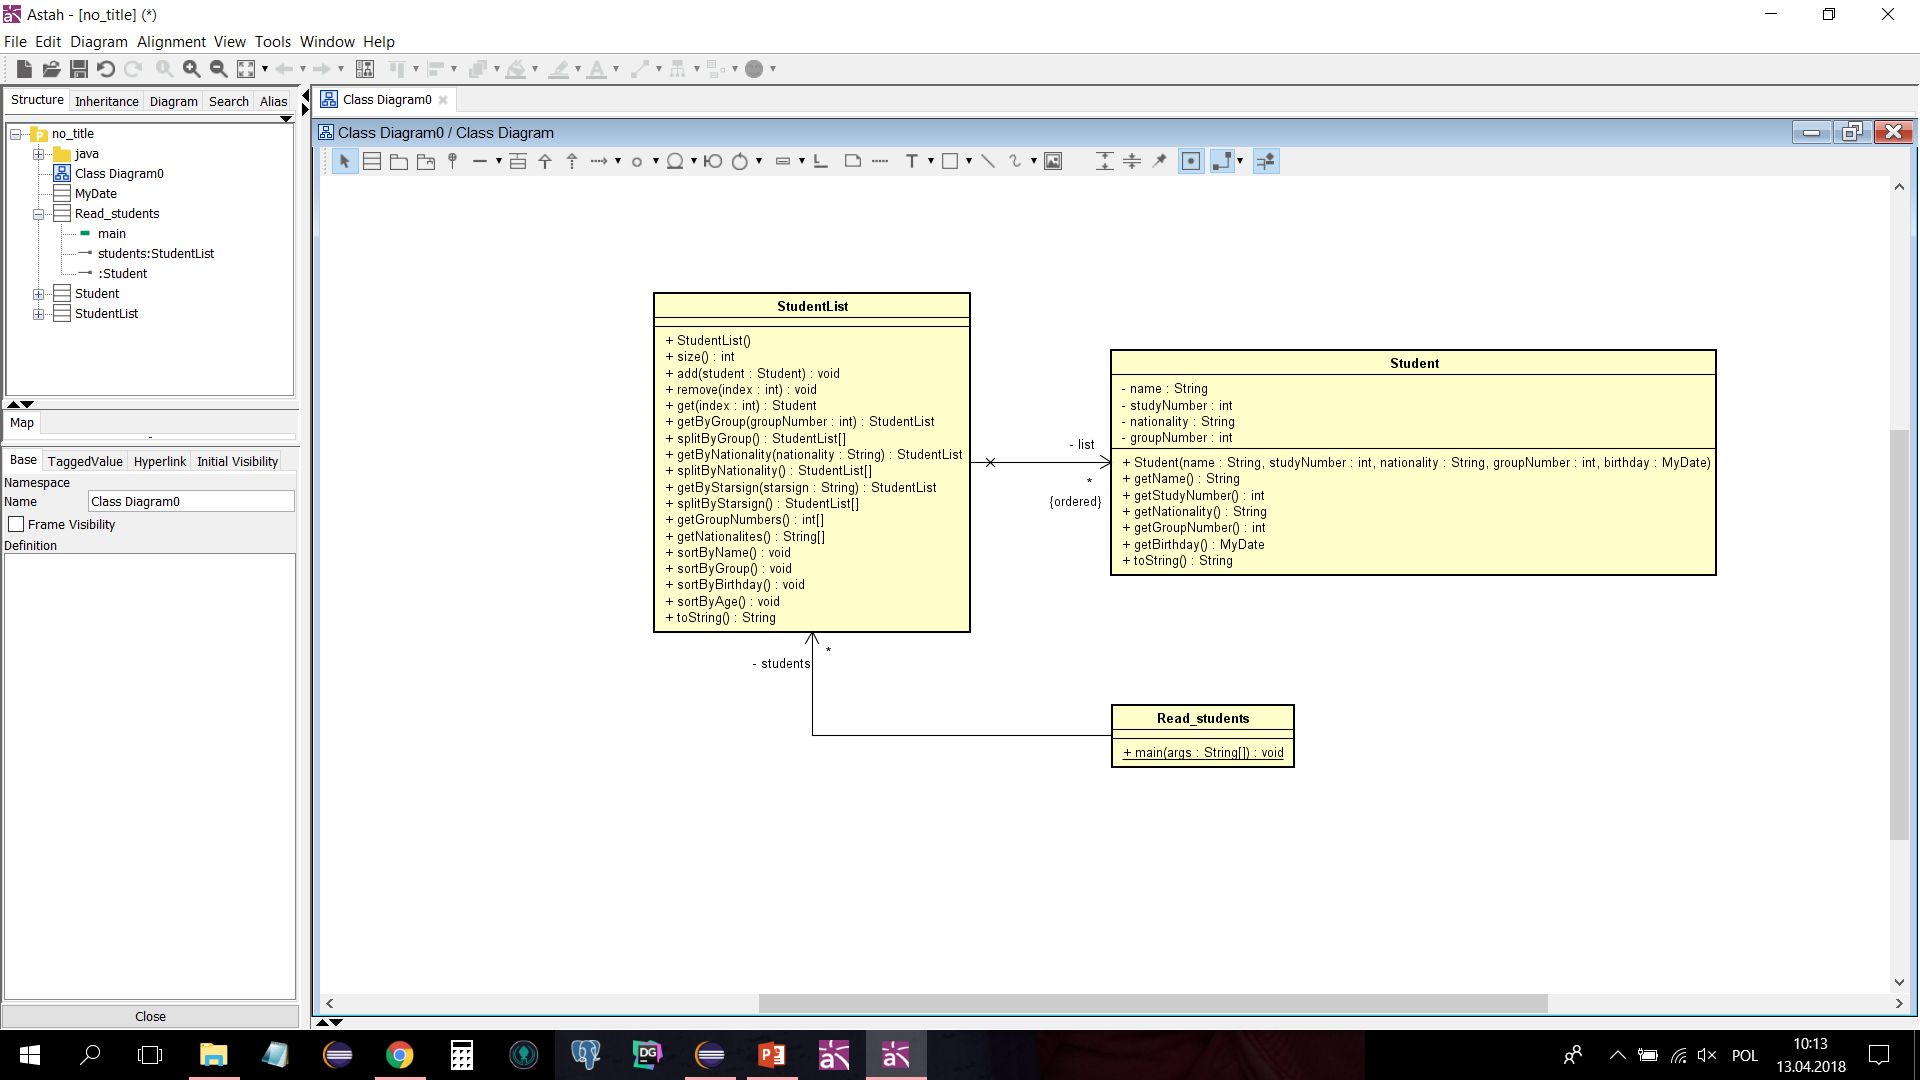 Astah - [no_title] (*)
File Edit Diagram Alignment View Tools Window Help
Structure Inheritance Diagram Search Alias
no_title
java
Class Diagram0
MyDate
Read_students
main
students:StudentList
:Student
Student
StudentList
Map
-
Base TaggedValue Hyperlink Initial Visibility
Namespace
Name Class Diagram0
Frame Visibility
Definition
Close
Class Diagram0
Class Diagram0 / Class Diagram
StudentList
+ StudentList()
+ size() : int
+ add(student : Student) : void
+ remove(index : int) : void
+ get(index : int) : Student
+ getByGroup(groupNumber : int) : StudentList
+ splitByGroup() : StudentList[]
+ getByNationality(nationality : String) : StudentList
+ splitByNationality() : StudentList[]
+ getByStarsign(starsign : String) : StudentList
+ splitByStarsign() : StudentList[]
+ getGroupNumbers() : int[]
+ getNationalites() : String[]
+ sortByName() : void
+ sortByGroup() : void
+ sortByBirthday() : void
+ sortByAge() : void
+ toString() : String
- list
*
{ordered}
Student
- name : String
- studyNumber : int
- nationality : String
- groupNumber : int
+ Student(name : String, studyNumber : int, nationality : String, groupNumber : int, birthday : MyDate)
+ getName() : String
+ getStudyNumber() : int
+ getNationality() : String
+ getGroupNumber() : int
+ getBirthday() : MyDate
+ toString() : String
- students
*
Read_students
+ main(args : String[]) : void
DG
POL
10:13
13.04.2018